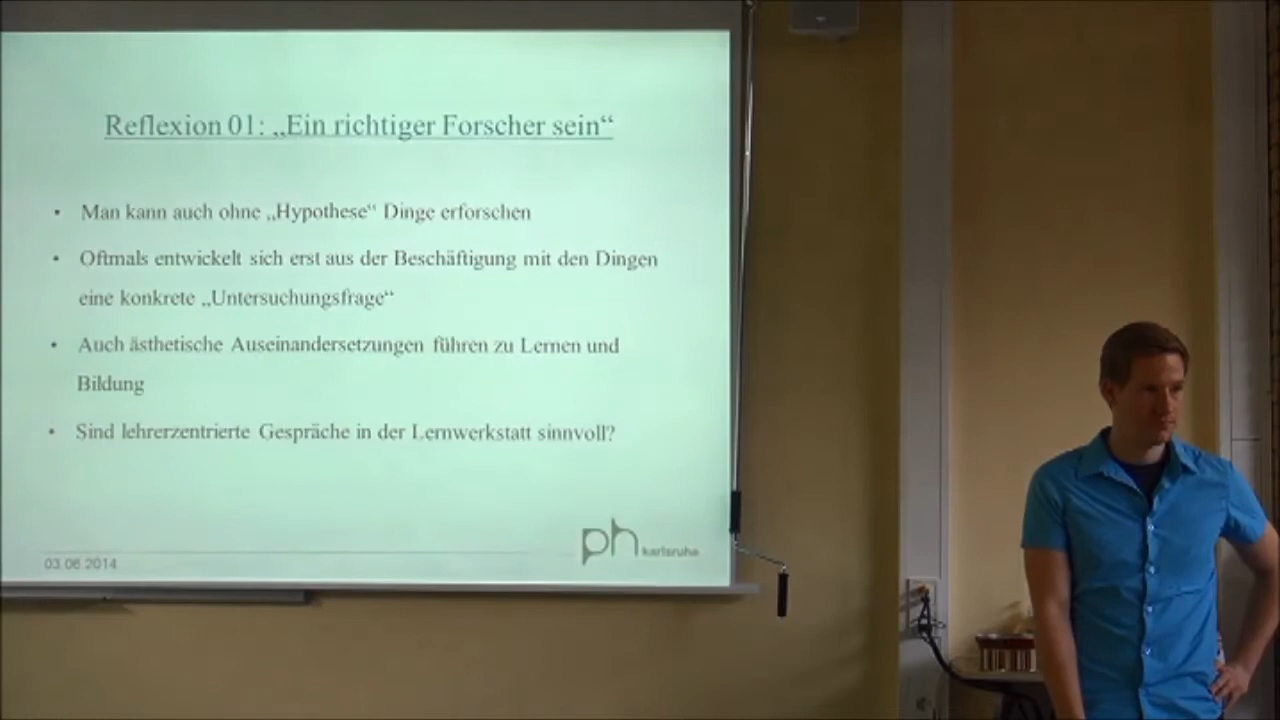 Reflexion 01: „Ein richtiger Forscher sein“
• Man kann auch ohne „Hypothese“ Dinge erforschen
• Oftmals entwickelt sich erst aus der Beschäftigung mit den Dingen
eine konkrete „Untersuchungsfrage“
• Auch ästhetische Auseinandersetzungen führen zu Lernen und
Bildung
• Sind lehrerzentrierte Gespräche in der Lernwerkstatt sinnvoll?
03.06.2014
ph karlsruhe